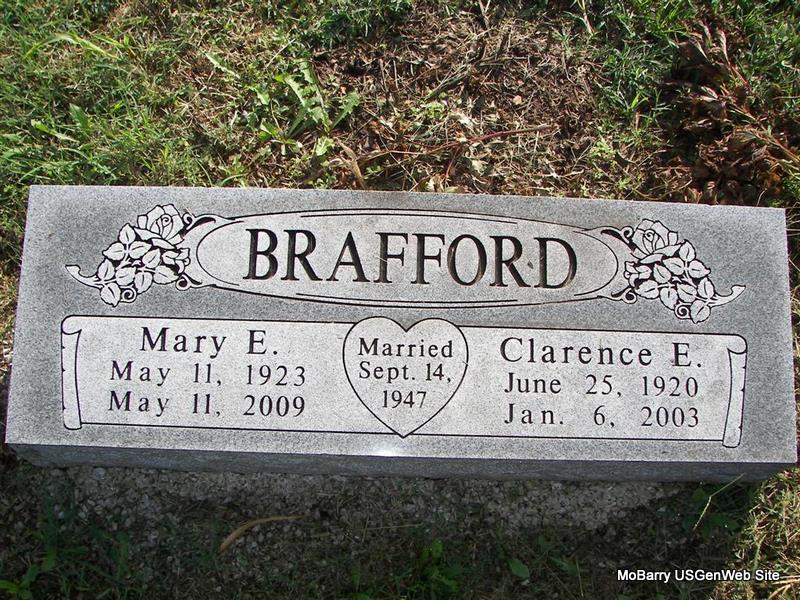 BRAFFORD
Mary E.
May 11, 1923
May 11, 2009
Married
Sept. 14,
1947
Clarence E.
June 25, 1920
Jan. 6, 2003
MoBarry USGenWeb Site